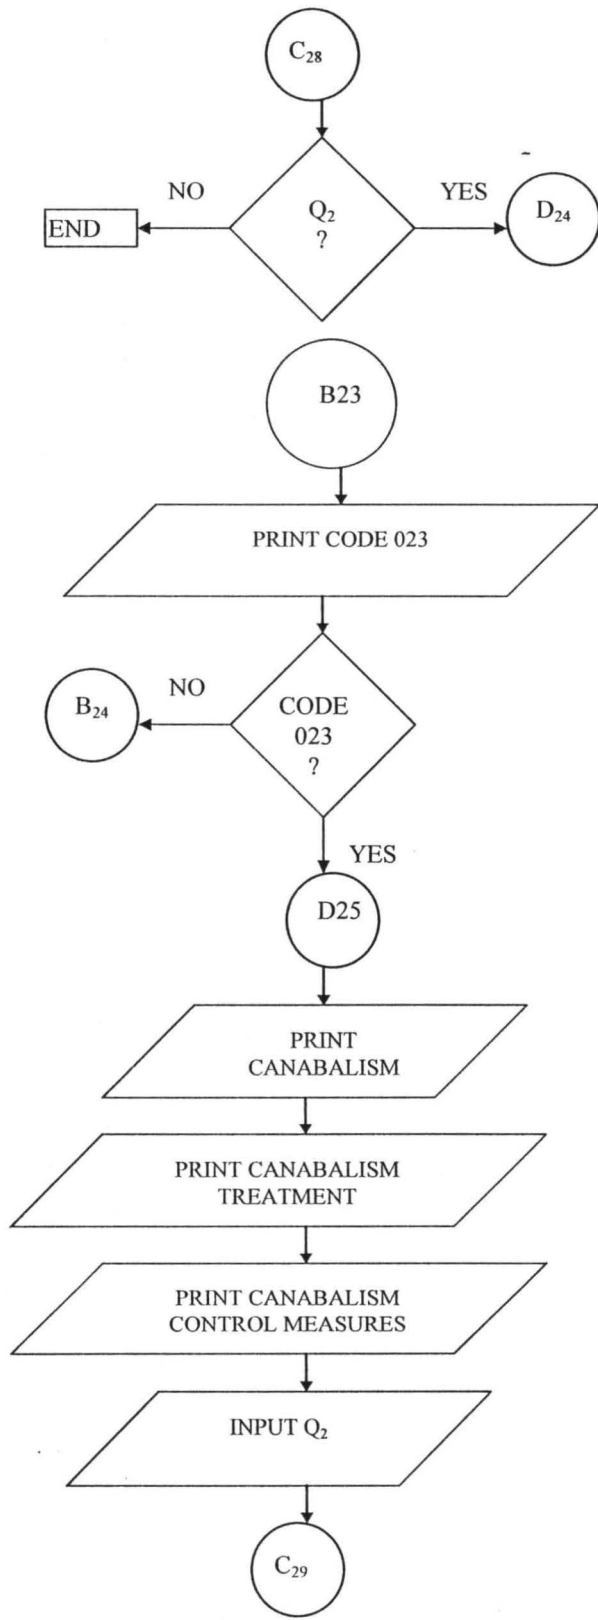 C₂₈
NO
YES
END
Q₂
?
D₂₄
B23
PRINT CODE 023
NO
B₂₄
CODE
023
?
YES
D25
PRINT
CANABALISM
PRINT CANABALISM
TREATMENT
PRINT CANABALISM
CONTROL MEASURES
INPUT Q₂
C₂₉